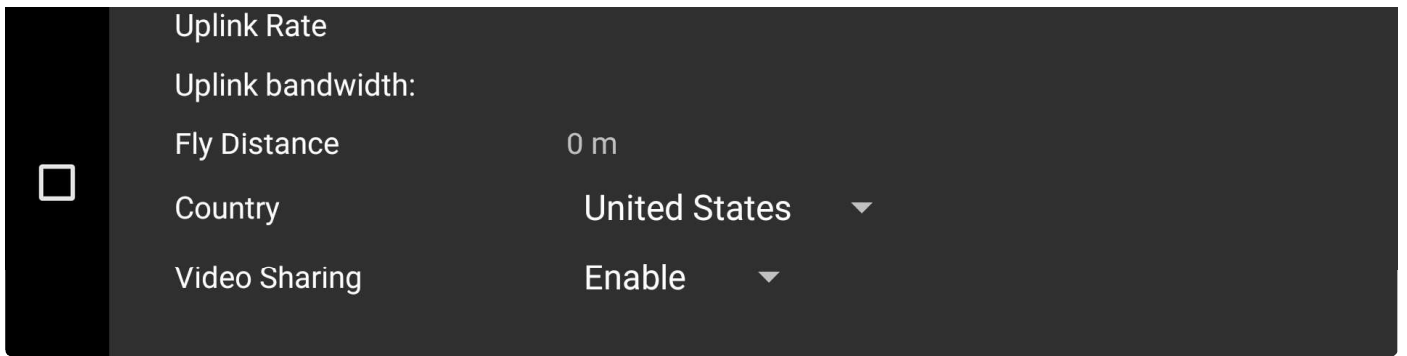 Uplink Rate
Uplink bandwidth:
Fly Distance 0 m
Country United States
Video Sharing Enable